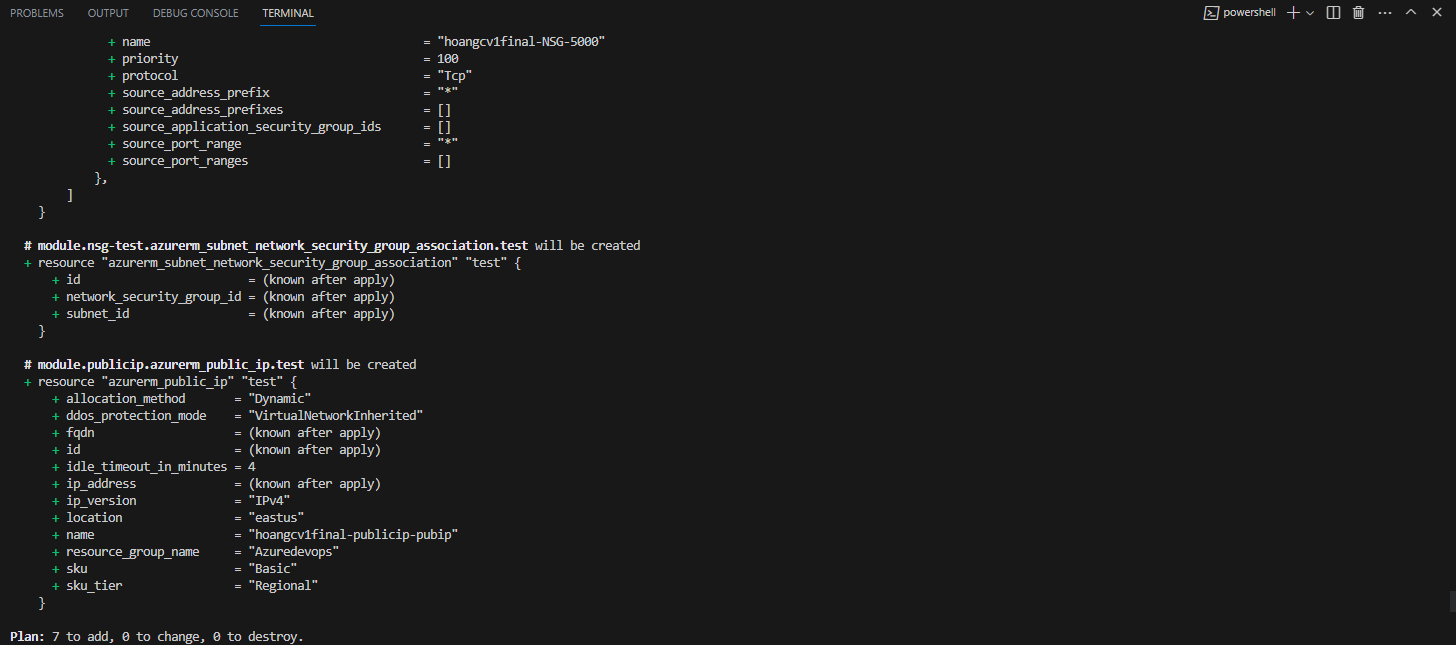 PROBLEMS OUTPUT DEBUG CONSOLE TERMINAL powershell
+ name = "hoangcv1final-NSG-5000"
+ priority = 100
+ protocol = "Tcp"
+ source_address_prefix = "*"
+ source_address_prefixes = []
+ source_application_security_group_ids = []
+ source_port_range = "*"
+ source_port_ranges = []
},
]
}
# module.nsg-test.azurerm_subnet_network_security_group_association.test will be created
+ resource "azurerm_subnet_network_security_group_association" "test" {
+ id = (known after apply)
+ network_security_group_id = (known after apply)
+ subnet_id = (known after apply)
}
# module.publicip.azurerm_public_ip.test will be created
+ resource "azurerm_public_ip" "test" {
+ allocation_method = "Dynamic"
+ ddos_protection_mode = "VirtualNetworkInherited"
+ fqdn = (known after apply)
+ id = (known after apply)
+ idle_timeout_in_minutes = 4
+ ip_address = (known after apply)
+ ip_version = "IPv4"
+ location = "eastus"
+ name = "hoangcv1final-publicip-pubip"
+ resource_group_name = "Azuredevops"
+ sku = "Basic"
+ sku_tier = "Regional"
}
Plan: 7 to add, 0 to change, 0 to destroy.